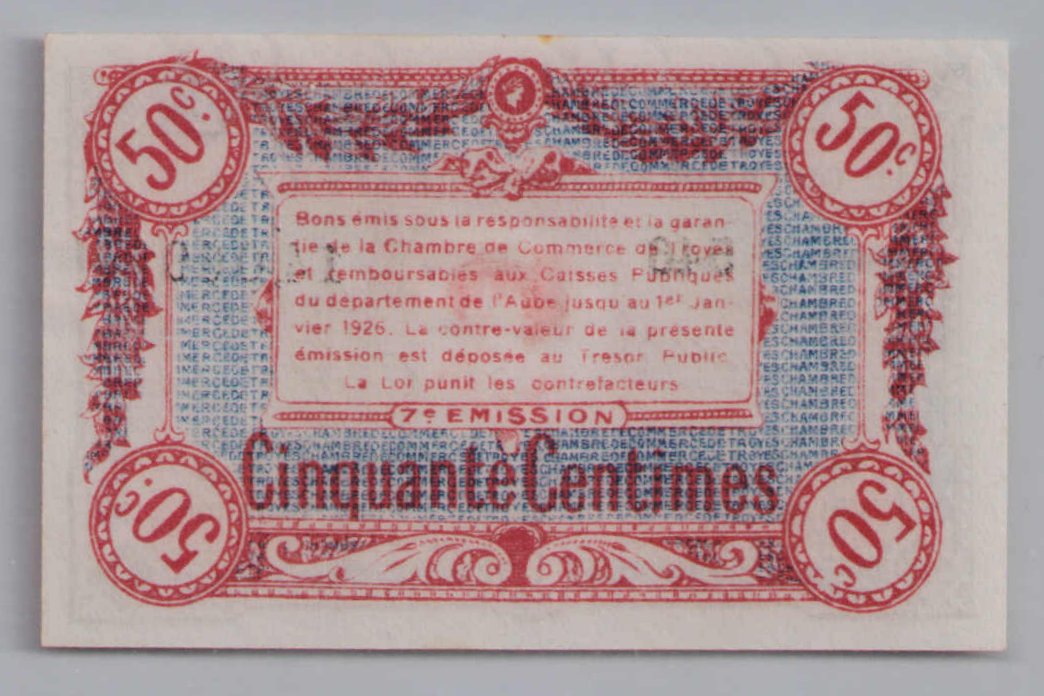 50c.
50c.
Bons émis sous la responsabilité et la garan-
tie de la Chambre de Commerce de Troyes
et remboursables aux Caisses Publiques
du département de l'Aube jusqu'au 1er Jan-
vier 1926. La contre-valeur de la présente
émission est déposée au Trésor Public
La Loi punit les contrefacteurs
7e EMISSION
Cinquante Centimes
50c.
50c.